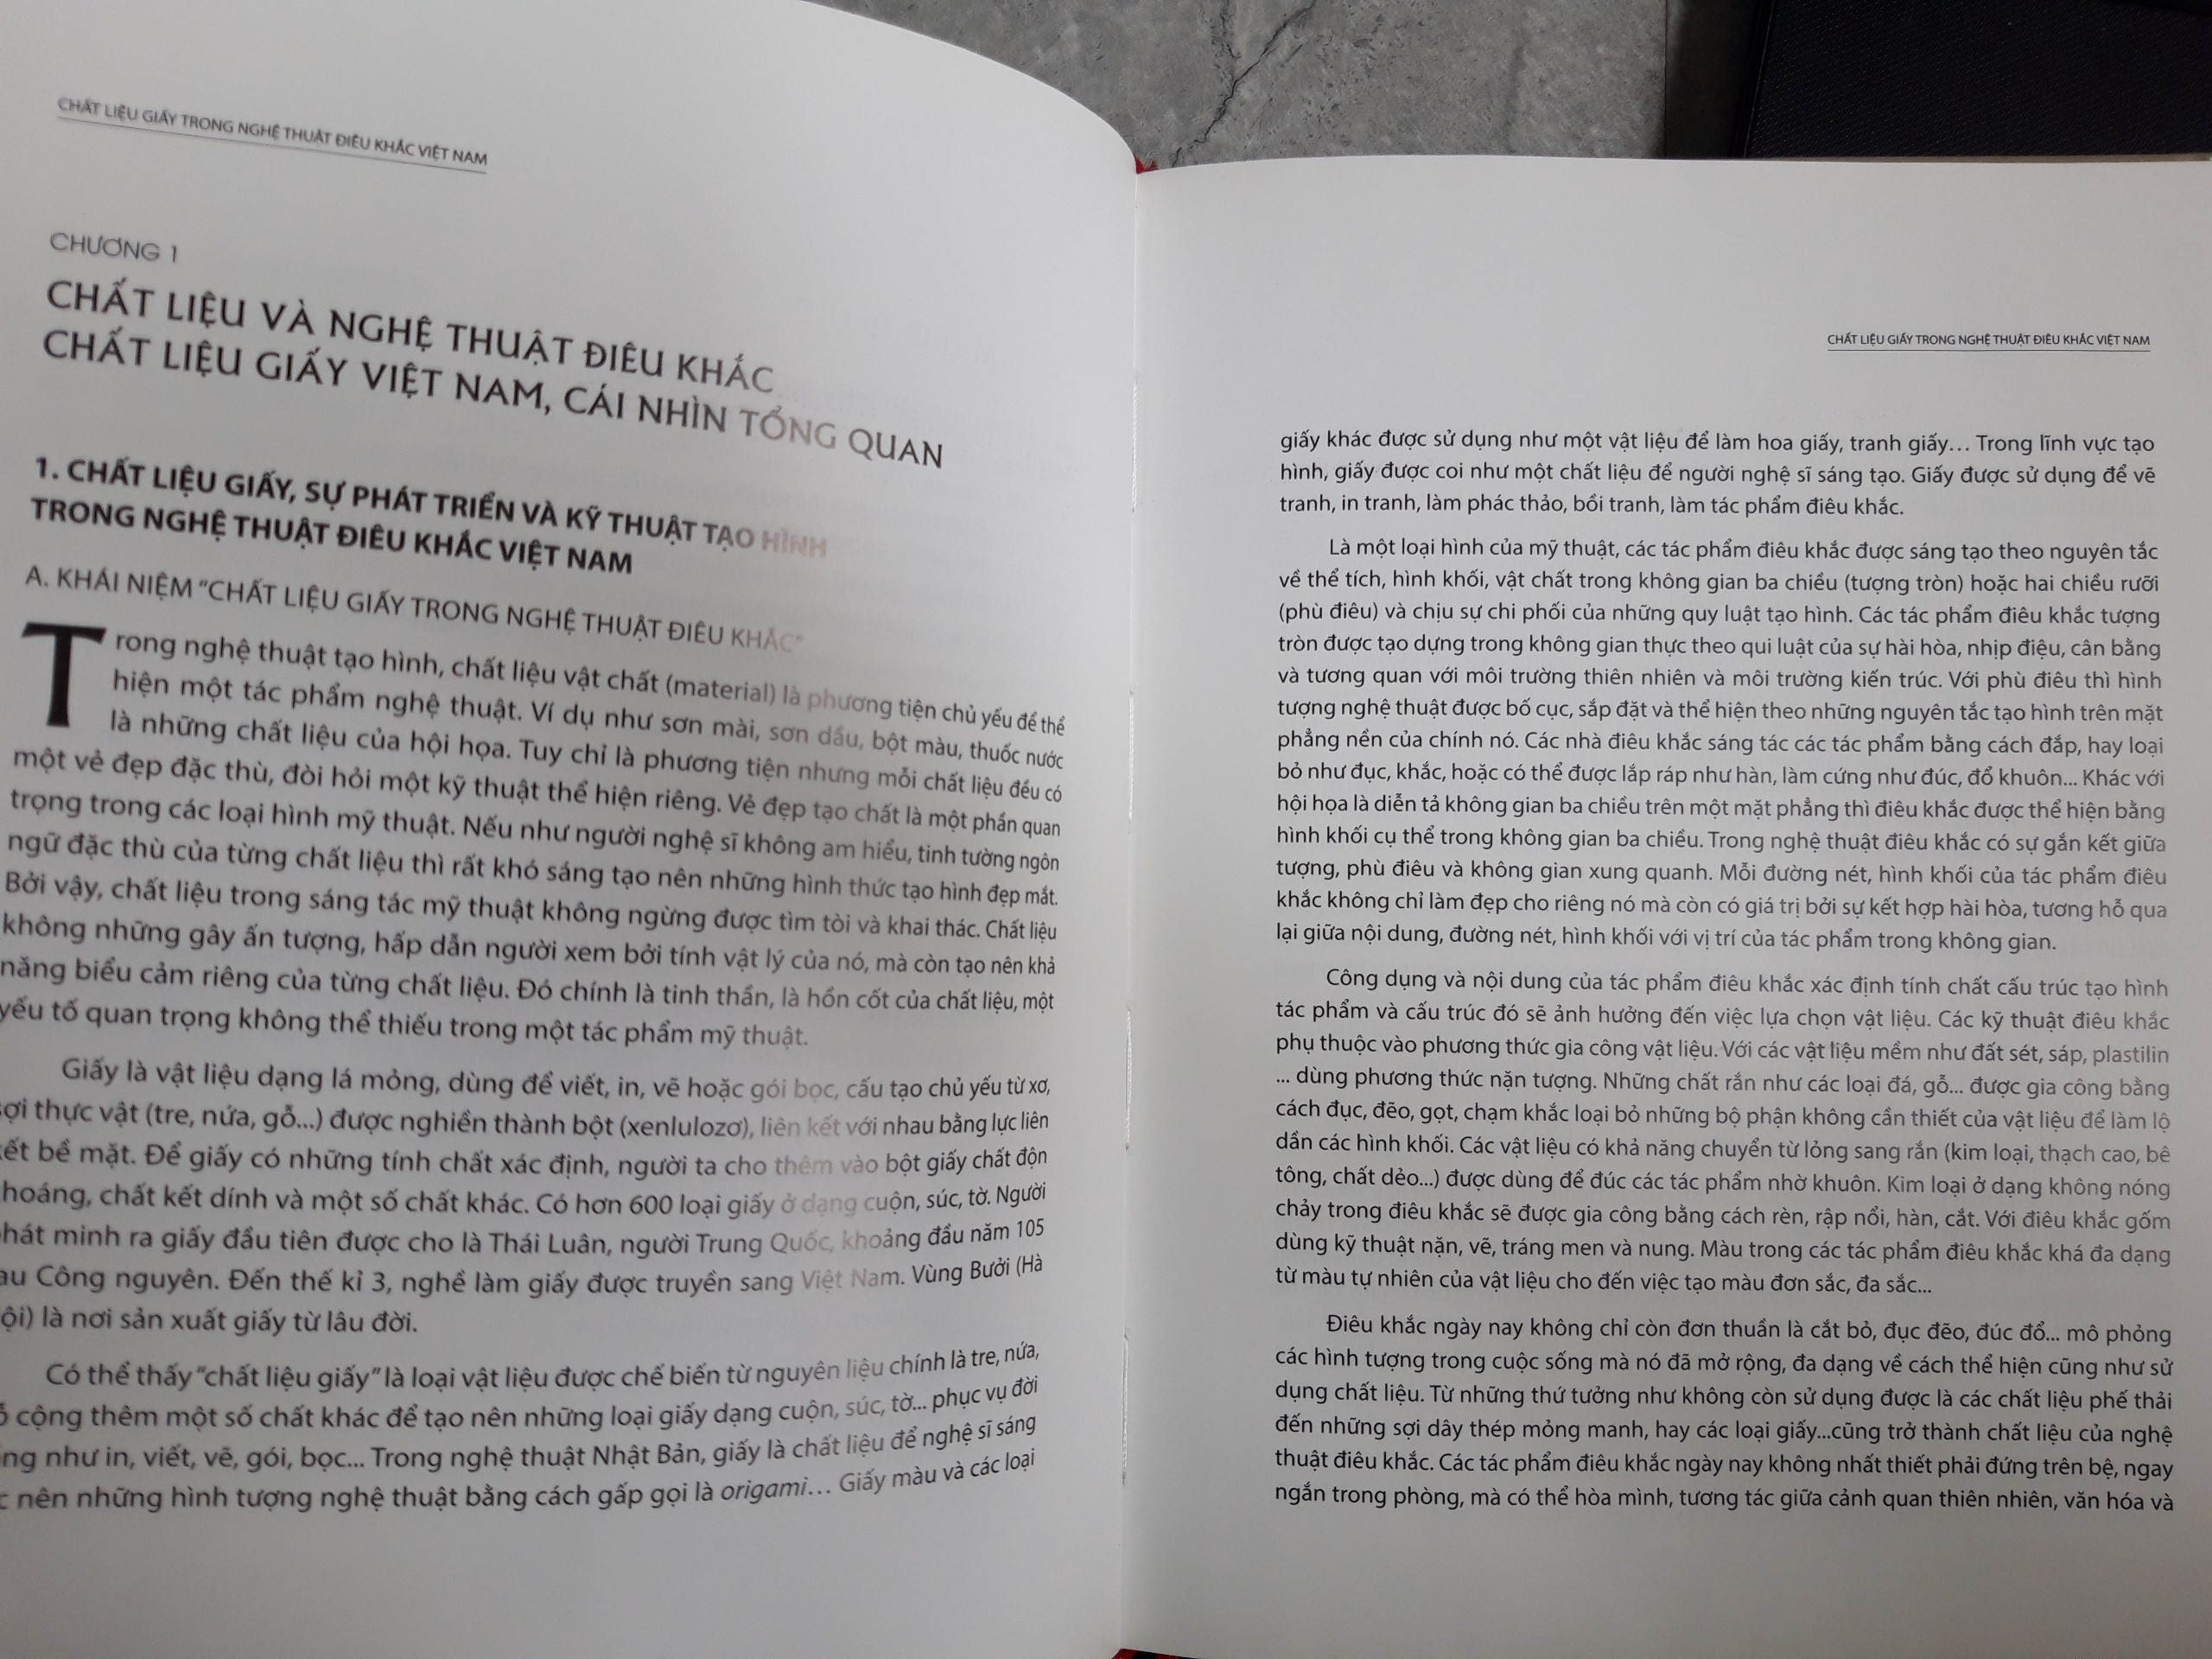 CHẤT LIỆU GIẤY TRONG NGHỆ THUẬT ĐIÊU KHẮC VIỆT NAM
CHƯƠNG 1
CHẤT LIỆU VÀ NGHỆ THUẬT ĐIÊU KHẮC
CHẤT LIỆU GIẤY VIỆT NAM, CÁI NHÌN TỔNG QUAN
1. CHẤT LIỆU GIẤY, SỰ PHÁT TRIỂN VÀ KỸ THUẬT TẠO HÌNH
TRONG NGHỆ THUẬT ĐIÊU KHẮC VIỆT NAM
A. KHÁI NIỆM "CHẤT LIỆU GIẤY TRONG NGHỆ THUẬT ĐIÊU KHẮC"
Trong nghệ thuật tạo hình, chất liệu vật chất (material) là phương tiện chủ yếu để thể
hiện một tác phẩm nghệ thuật. Ví dụ như sơn mài, sơn dầu, bột màu, thuốc nước
là những chất liệu của hội họa. Tuy chỉ là phương tiện nhưng mỗi chất liệu đều có
một vẻ đẹp đặc thù, đòi hỏi một kỹ thuật thể hiện riêng. Vẻ đẹp tạo chất là một phần quan
trọng trong các loại hình mỹ thuật. Nếu như người nghệ sĩ không am hiểu, tinh tường ngôn
ngữ đặc thù của từng chất liệu thì rất khó sáng tạo nên những hình thức tạo hình đẹp mắt.
Bởi vậy, chất liệu trong sáng tác mỹ thuật không ngừng được tìm tòi và khai thác. Chất liệu
không những gây ấn tượng, hấp dẫn người xem bởi tính vật lý của nó, mà còn tạo nên khả
năng biểu cảm riêng của từng chất liệu. Đó chính là tinh thần, là hồn cốt của chất liệu, một
yếu tố quan trọng không thể thiếu trong một tác phẩm mỹ thuật.
Giấy là vật liệu dạng lá mỏng, dùng để viết, in, vẽ hoặc gói bọc, cấu tạo chủ yếu từ xơ,
sợi thực vật (tre, nứa, gỗ...) được nghiền thành bột (xenlulozơ), liên kết với nhau bằng lực liên
kết bề mặt. Để giấy có những tính chất xác định, người ta cho thêm vào bột giấy chất độn
hoáng, chất kết dính và một số chất khác. Có hơn 600 loại giấy ở dạng cuộn, súc, tờ. Người
hát minh ra giấy đầu tiên được cho là Thái Luân, người Trung Quốc, khoảng đầu năm 105
au Công nguyên. Đến thế kỉ 3, nghề làm giấy được truyền sang Việt Nam. Vùng Bưởi (Hà
ội) là nơi sản xuất giấy từ lâu đời.
Có thể thấy "chất liệu giấy" là loại vật liệu được chế biến từ nguyên liệu chính là tre, nứa,
cộng thêm một số chất khác để tạo nên những loại giấy dạng cuộn, súc, tờ... phục vụ đời
ng như in, viết, vẽ, gói, bọc... Trong nghệ thuật Nhật Bản, giấy là chất liệu để nghệ sĩ sáng
nên những hình tượng nghệ thuật bằng cách gấp gọi là origami... Giấy màu và các loại
CHẤT LIỆU GIẤY TRONG NGHỆ THUẬT ĐIÊU KHẮC VIỆT NAM
giấy khác được sử dụng như một vật liệu để làm hoa giấy, tranh giấy... Trong lĩnh vực tạo
hình, giấy được coi như một chất liệu để người nghệ sĩ sáng tạo. Giấy được sử dụng để vẽ
tranh, in tranh, làm phác thảo, bồi tranh, làm tác phẩm điêu khắc.
Là một loại hình của mỹ thuật, các tác phẩm điêu khắc được sáng tạo theo nguyên tắc
về thể tích, hình khối, vật chất trong không gian ba chiều (tượng tròn) hoặc hai chiều rưỡi
(phù điêu) và chịu sự chi phối của những quy luật tạo hình. Các tác phẩm điêu khắc tượng
tròn được tạo dựng trong không gian thực theo qui luật của sự hài hòa, nhịp điệu, cân bằng
và tương quan với môi trường thiên nhiên và môi trường kiến trúc. Với phù điêu thì hình
tượng nghệ thuật được bố cục, sắp đặt và thể hiện theo những nguyên tắc tạo hình trên mặt
phẳng nền của chính nó. Các nhà điêu khắc sáng tác các tác phẩm bằng cách đắp, hay loại
bỏ như đục, khắc, hoặc có thể được lắp ráp như hàn, làm cứng như đúc, đổ khuôn... Khác với
hội họa là diễn tả không gian ba chiều trên một mặt phẳng thì điêu khắc được thể hiện bằng
hình khối cụ thể trong không gian ba chiều. Trong nghệ thuật điêu khắc có sự gắn kết giữa
tượng, phù điêu và không gian xung quanh. Mỗi đường nét, hình khối của tác phẩm điêu
khắc không chỉ làm đẹp cho riêng nó mà còn có giá trị bởi sự kết hợp hài hòa, tương hỗ qua
lại giữa nội dung, đường nét, hình khối với vị trí của tác phẩm trong không gian.
Công dụng và nội dung của tác phẩm điêu khắc xác định tính chất cấu trúc tạo hình
tác phẩm và cấu trúc đó sẽ ảnh hưởng đến việc lựa chọn vật liệu. Các kỹ thuật điêu khắc
phụ thuộc vào phương thức gia công vật liệu. Với các vật liệu mềm như đất sét, sáp, plastilin
... dùng phương thức nặn tượng. Những chất rắn như các loại đá, gỗ... được gia công bằng
cách đục, đẽo, gọt, chạm khắc loại bỏ những bộ phận không cần thiết của vật liệu để làm lộ
dần các hình khối. Các vật liệu có khả năng chuyển từ lỏng sang rắn (kim loại, thạch cao, bê
tông, chất dẻo...) được dùng để đúc các tác phẩm nhờ khuôn. Kim loại ở dạng không nóng
chảy trong điêu khắc sẽ được gia công bằng cách rèn, rập nổi, hàn, cắt. Với điêu khắc gốm
dùng kỹ thuật nặn, vẽ, tráng men và nung. Màu trong các tác phẩm điêu khắc khá đa dạng
từ màu tự nhiên của vật liệu cho đến việc tạo màu đơn sắc, đa sắc...
Điêu khắc ngày nay không chỉ còn đơn thuần là cắt bỏ, đục đẽo, đúc đổ... mô phỏng
các hình tượng trong cuộc sống mà nó đã mở rộng, đa dạng về cách thể hiện cũng như sử
dụng chất liệu. Từ những thứ tưởng như không còn sử dụng được là các chất liệu phế thải
đến những sợi dây thép mỏng manh, hay các loại giấy...cũng trở thành chất liệu của nghệ
thuật điêu khắc. Các tác phẩm điêu khắc ngày nay không nhất thiết phải đứng trên bệ, ngay
ngắn trong phòng, mà có thể hòa mình, tương tác giữa cảnh quan thiên nhiên, văn hóa và